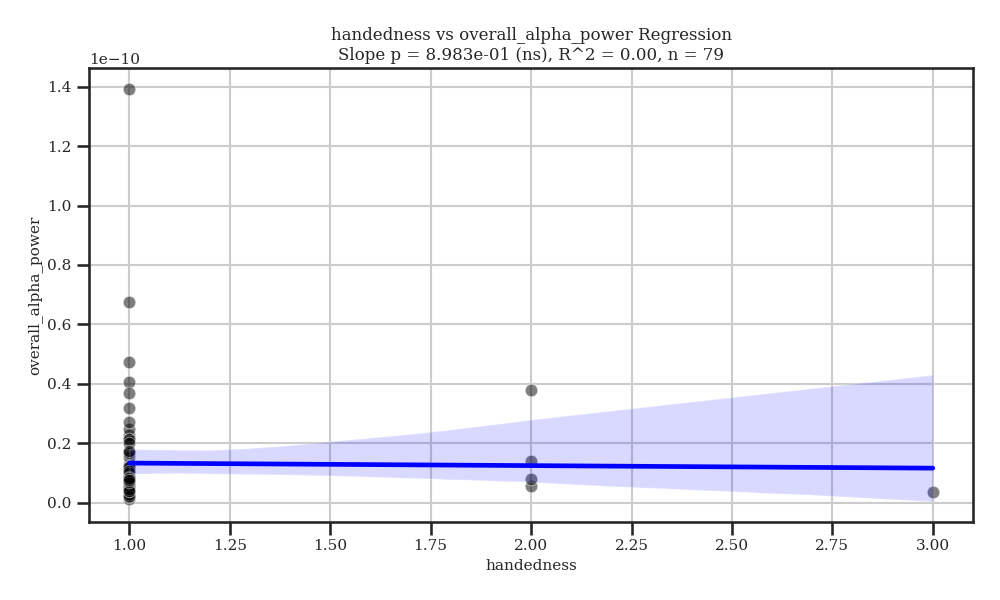 handedness vs overall_alpha_power Regression
Slope p = 8.983e-01 (ns), R^2 = 0.00, n = 79
1e−10
1.4
1.2
1.0
0.8
0.6
0.4
0.2
0.0
overall_alpha_power
1.00 1.25 1.50 1.75 2.00 2.25 2.50 2.75 3.00
handedness